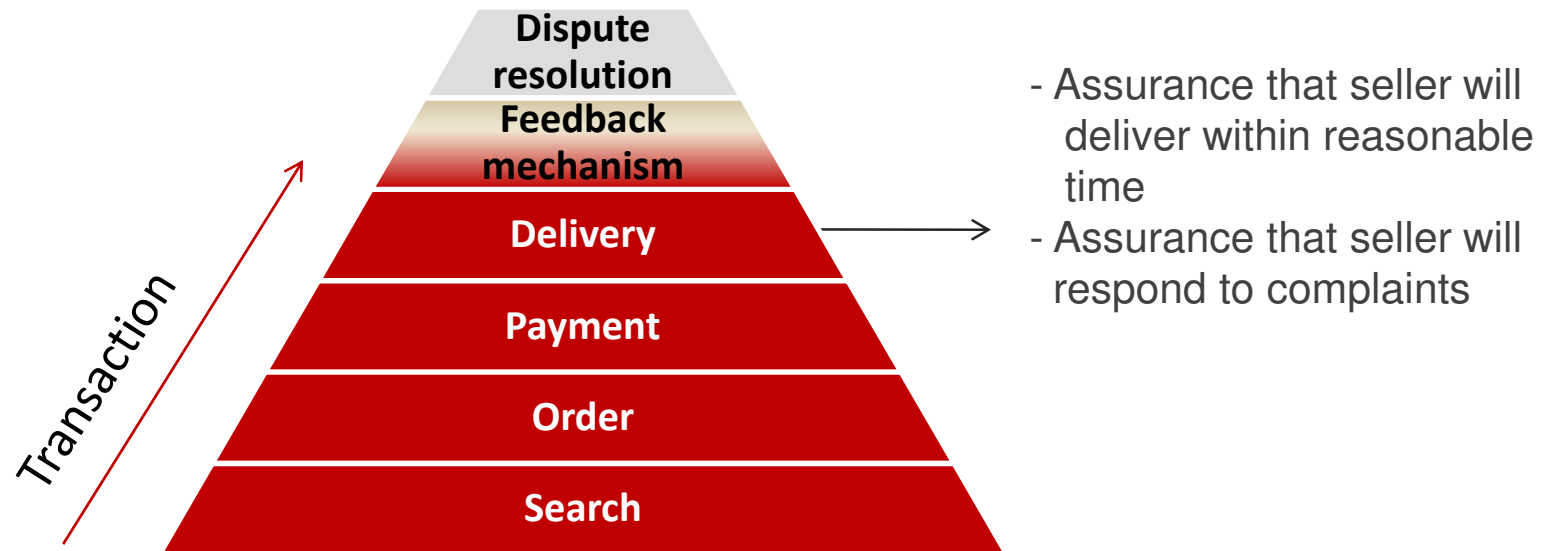 Dispute
resolution
Feedback
mechanism
Delivery
Payment
Order
Search
Transaction
- Assurance that seller will
deliver within reasonable
time
- Assurance that seller will
respond to complaints